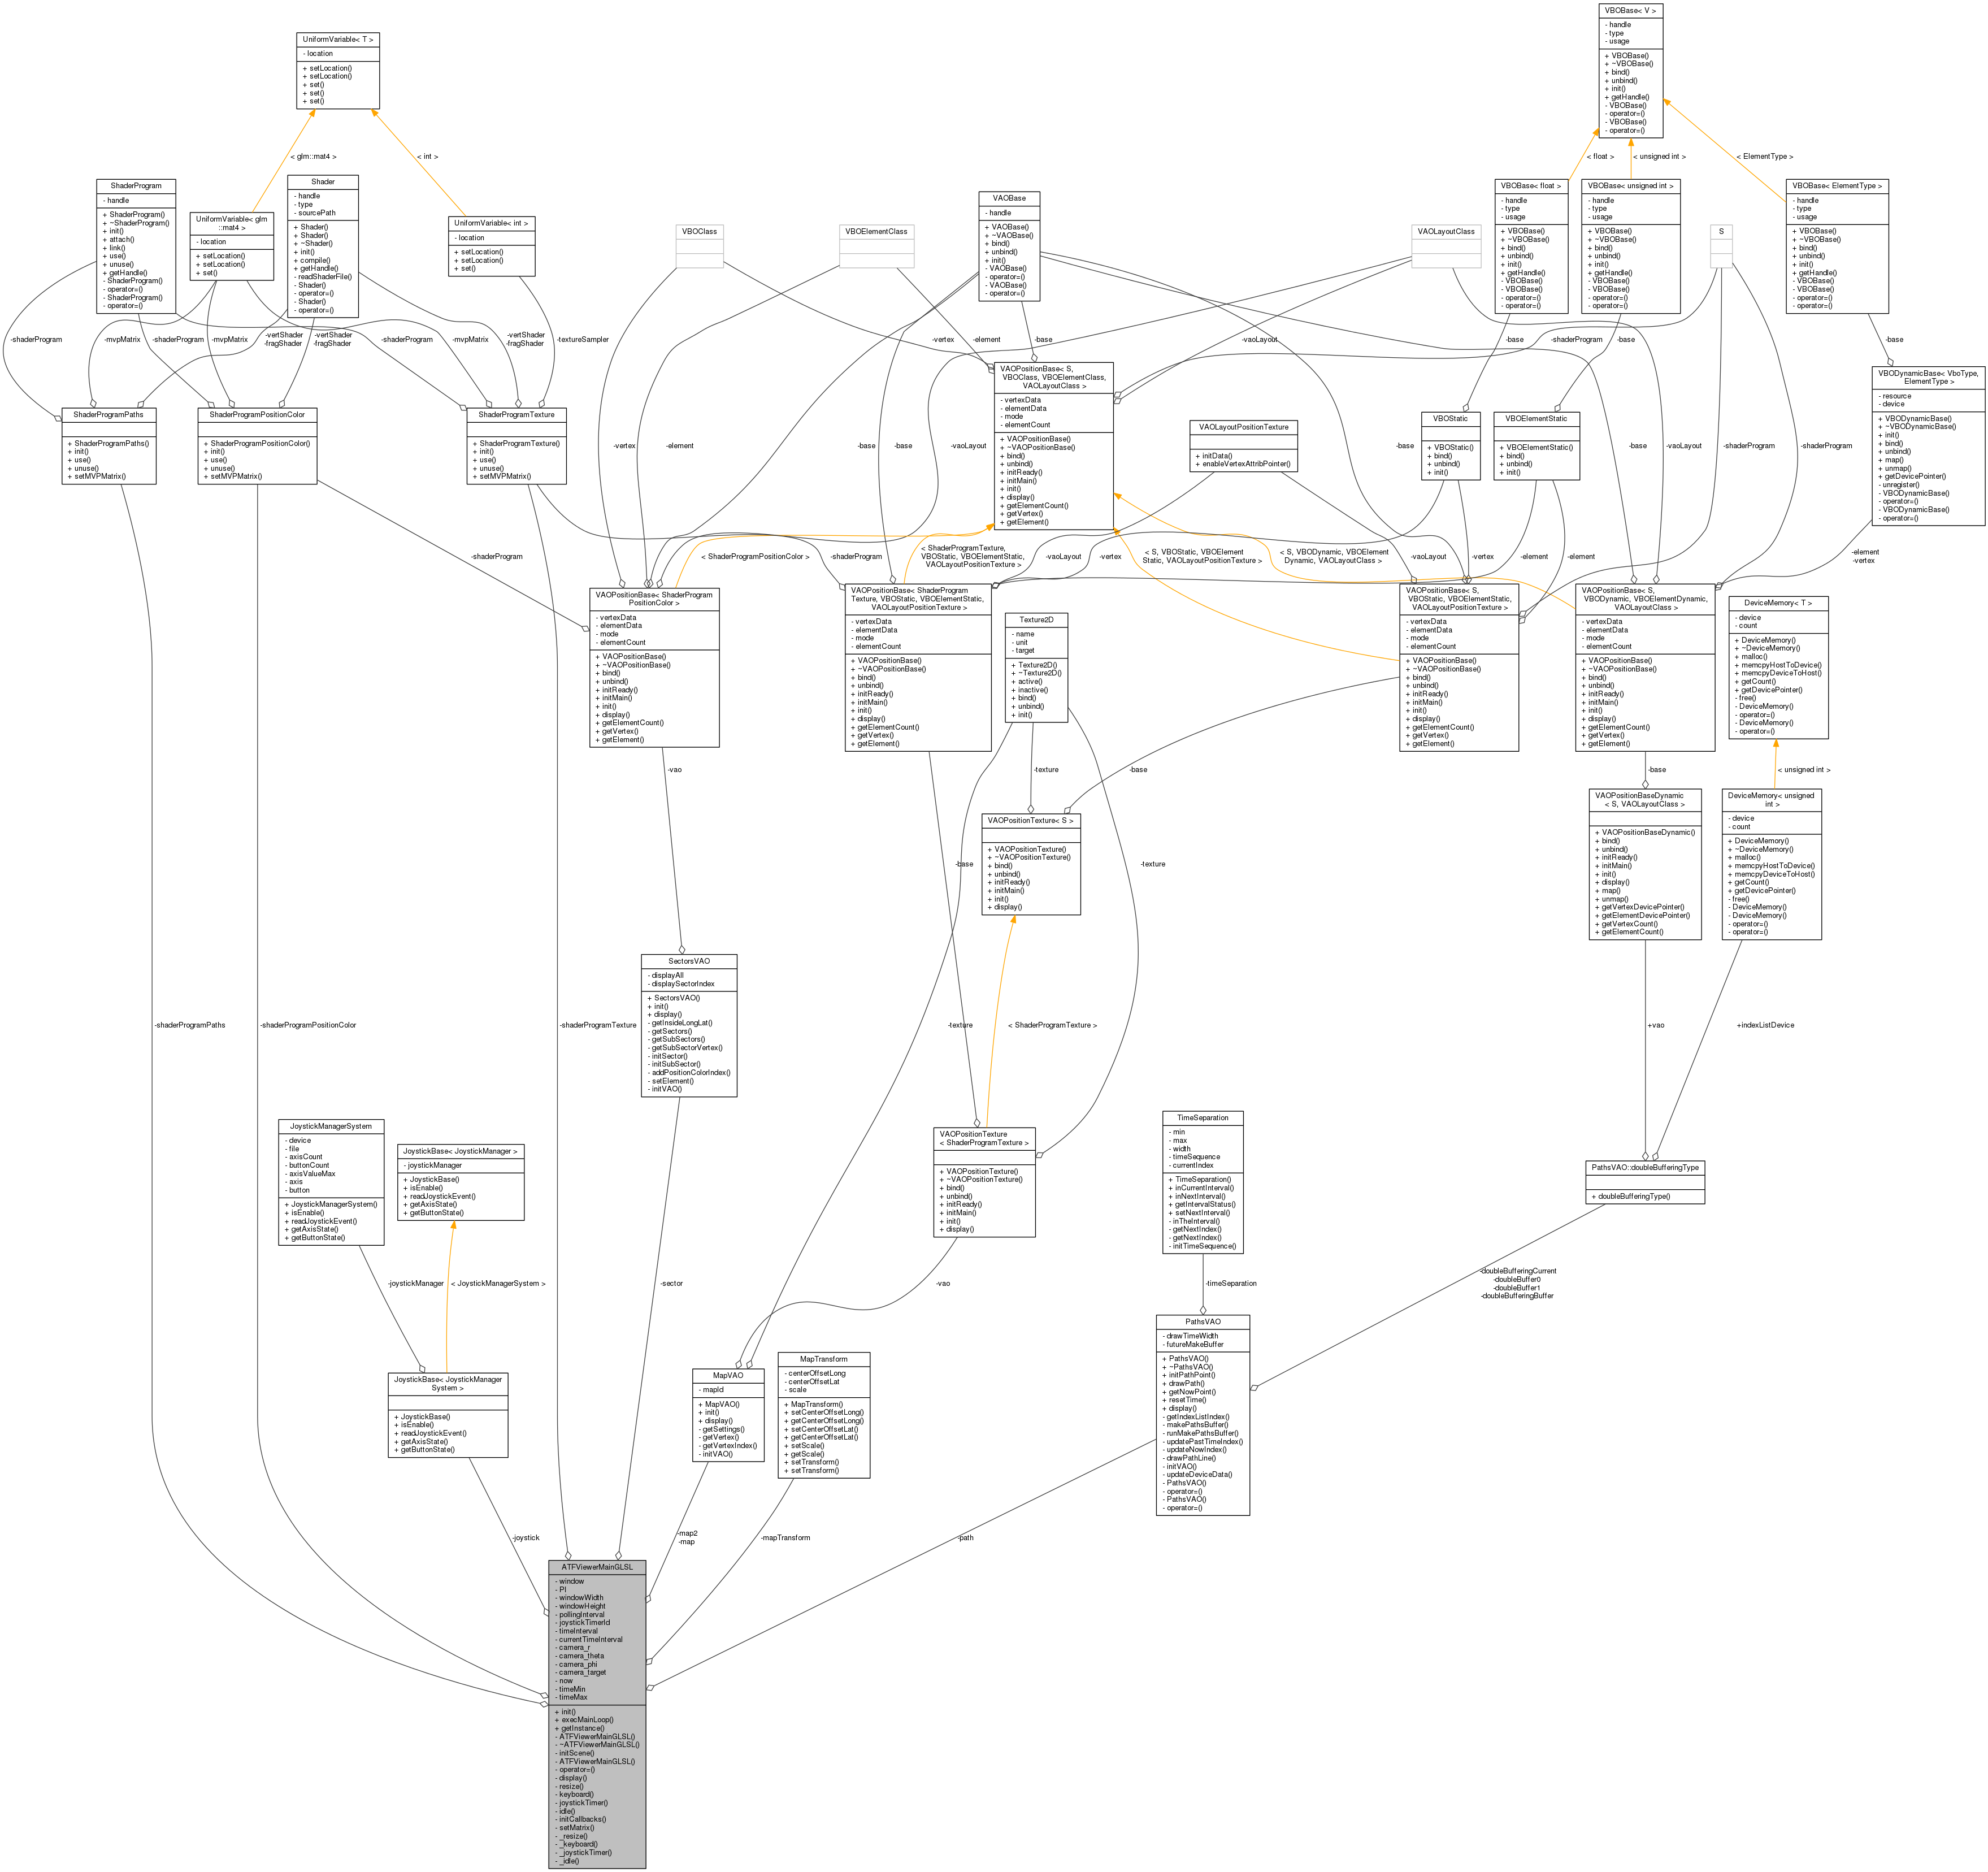 VBOBase< V >
- handle
- type
- usage
+ VBOBase()
+ ~VBOBase()
+ bind()
+ unbind()
+ init()
+ getHandle()
- VBOBase()
- operator=()
- VBOBase()
- operator=()
UniformVariable< T >
- location
+ setLocation()
+ setLocation()
+ set()
+ set()
+ set()
< glm::mat4 >
< int >
< float >
< unsigned int >
< ElementType >
ShaderProgram
- handle
+ ShaderProgram()
+ ~ShaderProgram()
+ init()
+ attach()
+ link()
+ use()
+ unuse()
+ getHandle()
- ShaderProgram()
- operator=()
- ShaderProgram()
- operator=()
UniformVariable< glm
::mat4 >
- location
+ setLocation()
+ setLocation()
+ set()
Shader
- handle
- type
- sourcePath
+ Shader()
+ Shader()
+ ~Shader()
+ init()
+ compile()
+ getHandle()
- readShaderFile()
- Shader()
- operator=()
- Shader()
- operator=()
UniformVariable< int >
- location
+ setLocation()
+ setLocation()
+ set()
VBOClass
VBOElementClass
VAOBase
- handle
+ VAOBase()
+ ~VAOBase()
+ bind()
+ unbind()
+ init()
- VAOBase()
- operator=()
- VAOBase()
- operator=()
VAOLayoutClass
VBOBase< float >
- handle
- type
- usage
+ VBOBase()
+ ~VBOBase()
+ bind()
+ unbind()
+ init()
+ getHandle()
- VBOBase()
- VBOBase()
- operator=()
- operator=()
VBOBase< unsigned int >
- handle
- type
- usage
+ VBOBase()
+ ~VBOBase()
+ bind()
+ unbind()
+ init()
+ getHandle()
- VBOBase()
- VBOBase()
- operator=()
- operator=()
S
VBOBase< ElementType >
- handle
- type
- usage
+ VBOBase()
+ ~VBOBase()
+ bind()
+ unbind()
+ init()
+ getHandle()
- VBOBase()
- VBOBase()
- operator=()
- operator=()
-shaderProgram
-mvpMatrix
-shaderProgram
-vertShader
-fragShader
-vertShader
-fragShader
-shaderProgram
-mvpMatrix
-vertShader
-fragShader
-textureSampler
-vertex
-element
-base
-vaoLayout
-shaderProgram
-base
-base
-base
ShaderProgramPaths
+ ShaderProgramPaths()
+ init()
+ use()
+ unuse()
+ setMVPMatrix()
ShaderProgramPositionColor
+ ShaderProgramPositionColor()
+ init()
+ use()
+ unuse()
+ setMVPMatrix()
ShaderProgramTexture
+ ShaderProgramTexture()
+ init()
+ use()
+ unuse()
+ setMVPMatrix()
VAOPositionBase< S,
VBOClass, VBOElementClass,
VAOLayoutClass >
- vertexData
- elementData
- mode
- elementCount
+ VAOPositionBase()
+ ~VAOPositionBase()
+ bind()
+ unbind()
+ initReady()
+ initMain()
+ init()
+ display()
+ getElementCount()
+ getVertex()
+ getElement()
VAOLayoutPositionTexture
+ initData()
+ enableVertexAttribPointer()
VBOStatic
+ VBOStatic()
+ bind()
+ unbind()
+ init()
VBOElementStatic
+ VBOElementStatic()
+ bind()
+ unbind()
+ init()
VBODynamicBase< VboType,
ElementType >
- resource
- device
+ VBODynamicBase()
+ ~VBODynamicBase()
+ init()
+ bind()
+ unbind()
+ map()
+ unmap()
+ getDevicePointer()
- unregister()
- VBODynamicBase()
- operator=()
- VBODynamicBase()
- operator=()
-vertex
-element
-base
-base
-vaoLayout
-base
-base
-vaoLayout
-shaderProgram
-shaderProgram
-shaderProgram
< ShaderProgramPositionColor >
-shaderProgram
< ShaderProgramTexture,
VBOStatic, VBOElementStatic,
VAOLayoutPositionTexture >
-vaoLayout
-vertex
< S, VBOStatic, VBOElement
Static, VAOLayoutPositionTexture >
< S, VBODynamic, VBOElement
Dynamic, VAOLayoutClass >
-vaoLayout
-vertex
-element
-element
-element
-vertex
VAOPositionBase< ShaderProgram
PositionColor >
- vertexData
- elementData
- mode
- elementCount
+ VAOPositionBase()
+ ~VAOPositionBase()
+ bind()
+ unbind()
+ initReady()
+ initMain()
+ init()
+ display()
+ getElementCount()
+ getVertex()
+ getElement()
VAOPositionBase< ShaderProgram
Texture, VBOStatic, VBOElementStatic,
VAOLayoutPositionTexture >
- vertexData
- elementData
- mode
- elementCount
+ VAOPositionBase()
+ ~VAOPositionBase()
+ bind()
+ unbind()
+ initReady()
+ initMain()
+ init()
+ display()
+ getElementCount()
+ getVertex()
+ getElement()
Texture2D
- name
- unit
- target
+ Texture2D()
+ ~Texture2D()
+ active()
+ inactive()
+ bind()
+ unbind()
+ init()
VAOPositionBase< S,
VBOStatic, VBOElementStatic,
VAOLayoutPositionTexture >
- vertexData
- elementData
- mode
- elementCount
+ VAOPositionBase()
+ ~VAOPositionBase()
+ bind()
+ unbind()
+ initReady()
+ initMain()
+ init()
+ display()
+ getElementCount()
+ getVertex()
+ getElement()
VAOPositionBase< S,
VBODynamic, VBOElementDynamic,
VAOLayoutClass >
- vertexData
- elementData
- mode
- elementCount
+ VAOPositionBase()
+ ~VAOPositionBase()
+ bind()
+ unbind()
+ initReady()
+ initMain()
+ init()
+ display()
+ getElementCount()
+ getVertex()
+ getElement()
DeviceMemory< T >
- device
- count
+ DeviceMemory()
+ ~DeviceMemory()
+ malloc()
+ memcpyHostToDevice()
+ memcpyDeviceToHost()
+ getCount()
+ getDevicePointer()
- free()
- DeviceMemory()
- operator=()
- DeviceMemory()
- operator=()
-vao
-texture
-base
-base
< unsigned int >
VAOPositionTexture< S >
+ VAOPositionTexture()
+ ~VAOPositionTexture()
+ bind()
+ unbind()
+ initReady()
+ initMain()
+ init()
+ display()
VAOPositionBaseDynamic
< S, VAOLayoutClass >
+ VAOPositionBaseDynamic()
+ bind()
+ unbind()
+ initReady()
+ initMain()
+ init()
+ display()
+ map()
+ unmap()
+ getVertexDevicePointer()
+ getElementDevicePointer()
+ getVertexCount()
+ getElementCount()
DeviceMemory< unsigned
int >
- device
- count
+ DeviceMemory()
+ ~DeviceMemory()
+ malloc()
+ memcpyHostToDevice()
+ memcpyDeviceToHost()
+ getCount()
+ getDevicePointer()
- free()
- DeviceMemory()
- DeviceMemory()
- operator=()
- operator=()
-base
-texture
SectorsVAO
- displayAll
- displaySectorIndex
+ SectorsVAO()
+ init()
+ display()
- getInsideLongLat()
- getSectors()
- getSubSectors()
- getSubSectorVertex()
- initSector()
- initSubSector()
- addPositionColorIndex()
- setElement()
- initVAO()
-shaderProgramPaths
-shaderProgramPositionColor
-shaderProgramTexture
-texture
< ShaderProgramTexture >
+vao
+indexListDevice
JoystickManagerSystem
- device
- file
- axisCount
- buttonCount
- axisValueMax
- axis
- button
+ JoystickManagerSystem()
+ isEnable()
+ readJoystickEvent()
+ getAxisState()
+ getButtonState()
JoystickBase< JoystickManager >
- joystickManager
+ JoystickBase()
+ isEnable()
+ readJoystickEvent()
+ getAxisState()
+ getButtonState()
VAOPositionTexture
< ShaderProgramTexture >
+ VAOPositionTexture()
+ ~VAOPositionTexture()
+ bind()
+ unbind()
+ initReady()
+ initMain()
+ init()
+ display()
TimeSeparation
- min
- max
- width
- timeSequence
- currentIndex
+ TimeSeparation()
+ inCurrentInterval()
+ inNextInterval()
+ getIntervalStatus()
+ setNextInterval()
- inTheInterval()
- getNextIndex()
- getNextIndex()
- initTimeSequence()
PathsVAO::doubleBufferingType
+ doubleBufferingType()
-joystickManager
< JoystickManagerSystem >
-sector
-vao
-timeSeparation
-doubleBufferingCurrent
-doubleBuffer0
-doubleBuffer1
-doubleBufferingBuffer
JoystickBase< JoystickManager
System >
+ JoystickBase()
+ isEnable()
+ readJoystickEvent()
+ getAxisState()
+ getButtonState()
MapVAO
- mapId
+ MapVAO()
+ init()
+ display()
- getSettings()
- getVertex()
- getVertexIndex()
- initVAO()
MapTransform
- centerOffsetLong
- centerOffsetLat
- scale
+ MapTransform()
+ setCenterOffsetLong()
+ getCenterOffsetLong()
+ setCenterOffsetLat()
+ getCenterOffsetLat()
+ setScale()
+ getScale()
+ setTransform()
+ setTransform()
PathsVAO
- drawTimeWidth
- futureMakeBuffer
+ PathsVAO()
+ ~PathsVAO()
+ initPathPoint()
+ drawPath()
+ getNowPoint()
+ resetTime()
+ display()
- getIndexListIndex()
- makePathsBuffer()
- runMakePathsBuffer()
- updatePastTimeIndex()
- updateNowIndex()
- drawPathLine()
- initVAO()
- updateDeviceData()
- PathsVAO()
- operator=()
- PathsVAO()
- operator=()
-joystick
-map2
-map
-mapTransform
-path
ATFViewerMainGLSL
- window
- PI
- windowWidth
- windowHeight
- pollingInterval
- joystickTimerId
- timeInterval
- currentTimeInterval
- camera_r
- camera_theta
- camera_phi
- camera_target
- now
- timeMin
- timeMax
+ init()
+ execMainLoop()
+ getInstance()
- ATFViewerMainGLSL()
- ~ATFViewerMainGLSL()
- initScene()
- ATFViewerMainGLSL()
- operator=()
- display()
- resize()
- keyboard()
- joystickTimer()
- idle()
- initCallbacks()
- setMatrix()
- _resize()
- _keyboard()
- _joystickTimer()
- _idle()